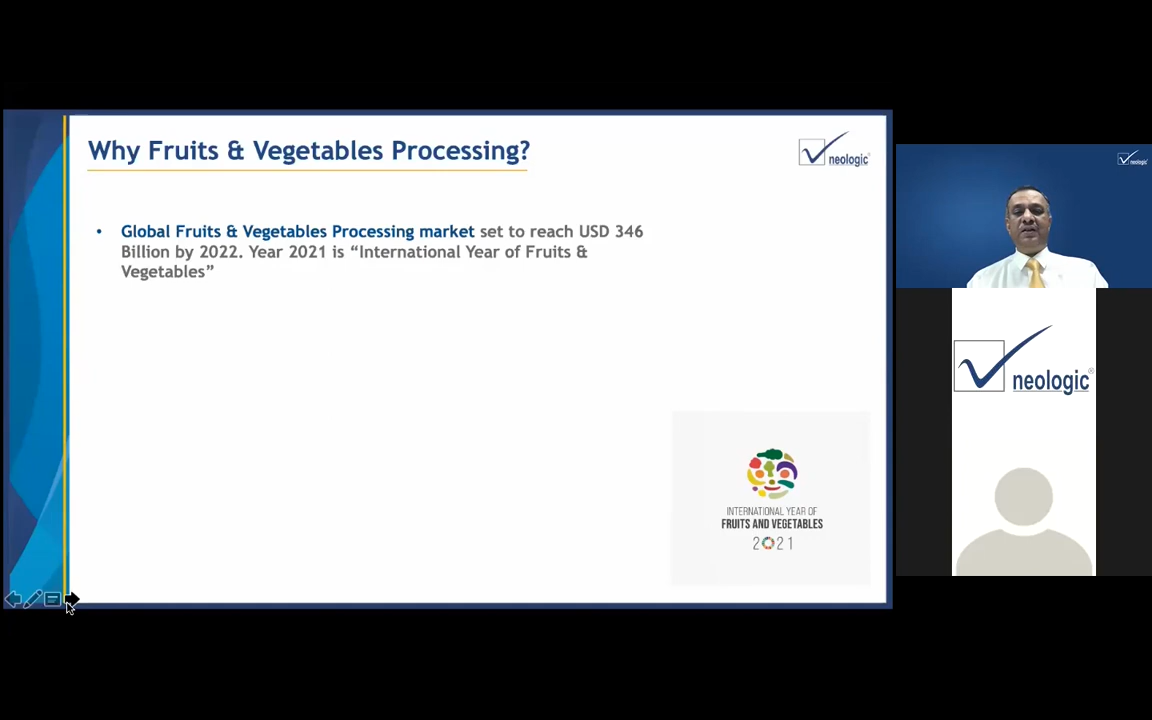 Why Fruits & Vegetables Processing?
neologic®
• Global Fruits & Vegetables Processing market set to reach USD 346
Billion by 2022. Year 2021 is “International Year of Fruits &
Vegetables”
INTERNATIONAL YEAR OF
FRUITS AND VEGETABLES
2021
neologic
neologic®